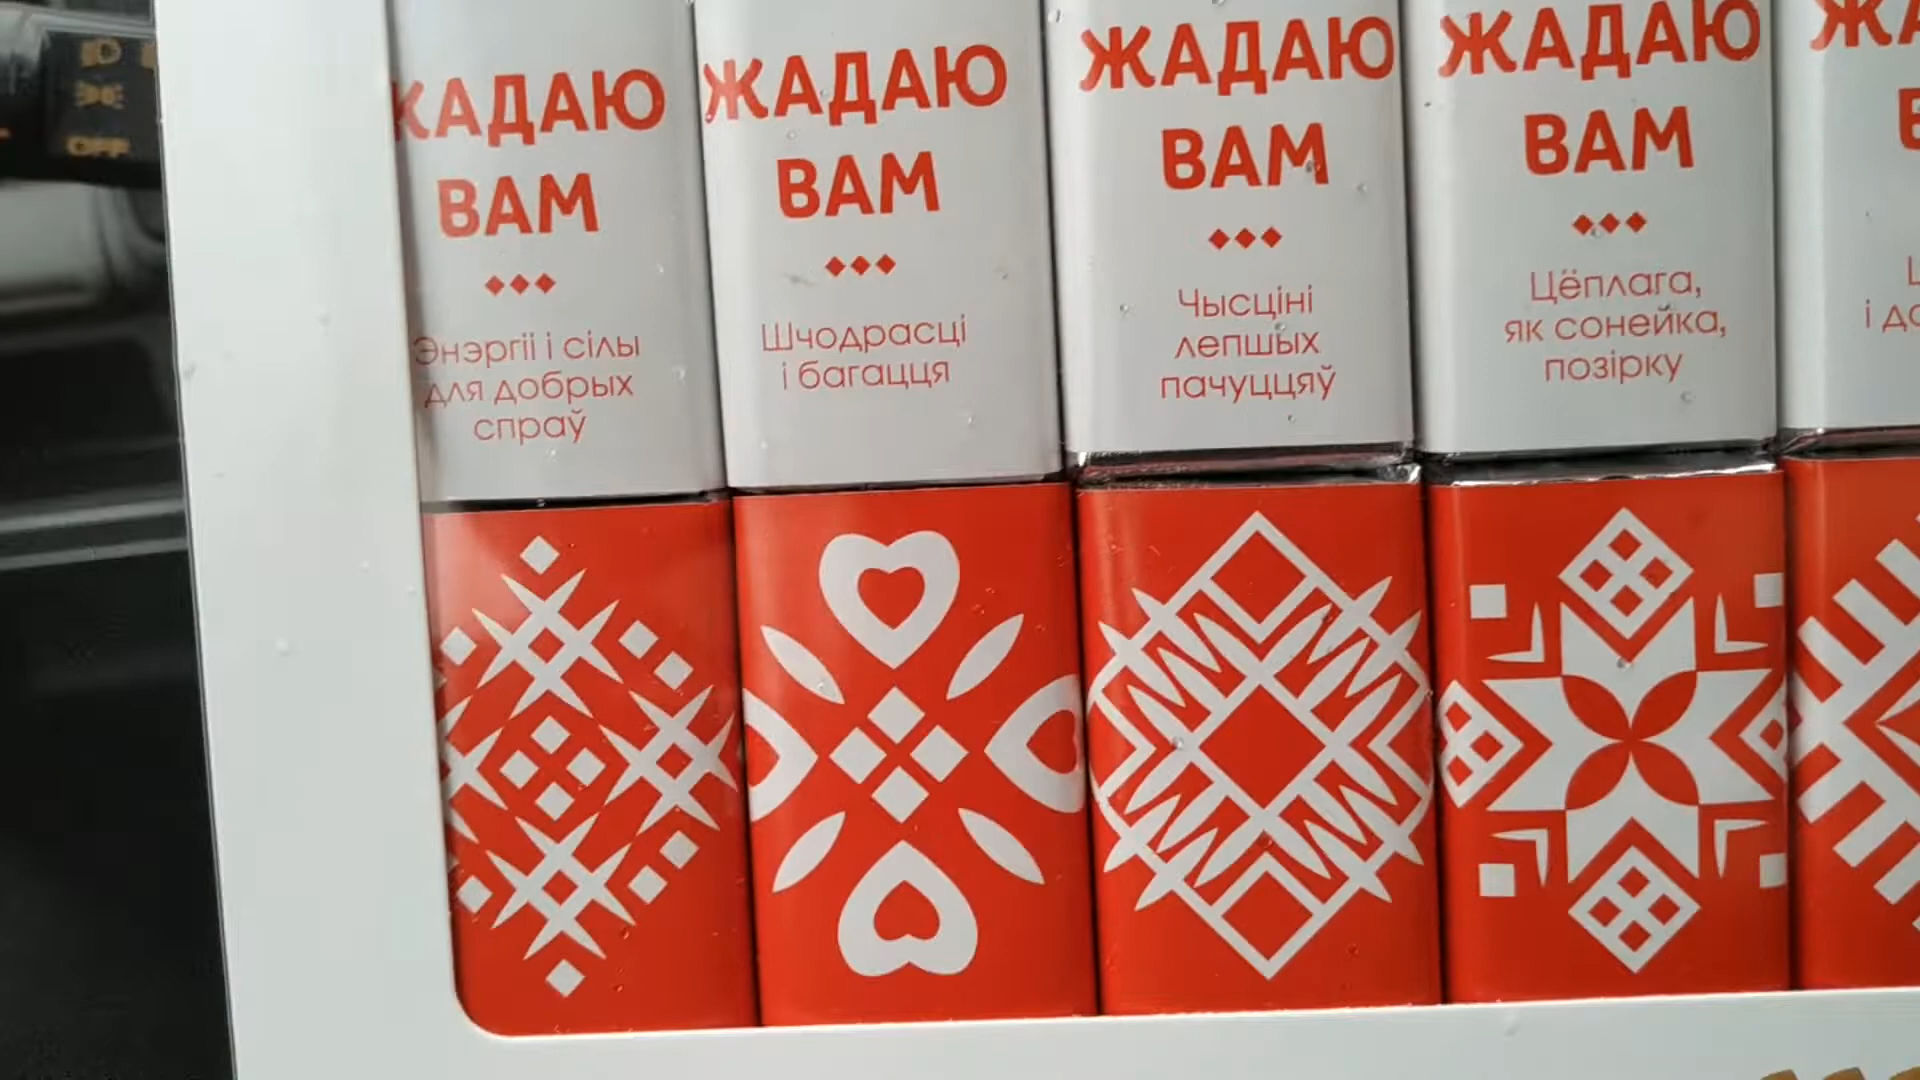 OFF
ЖАДАЮ
ВАМ
Энэргіі і сілы
для добрых
спраў
ЖАДАЮ
ВАМ
Шчодрасці
і багацця
ЖАДАЮ
ВАМ
Чысціні
лепшых
пачуццяў
ЖАДАЮ
ВАМ
Цёплага,
як сонейка,
позірку